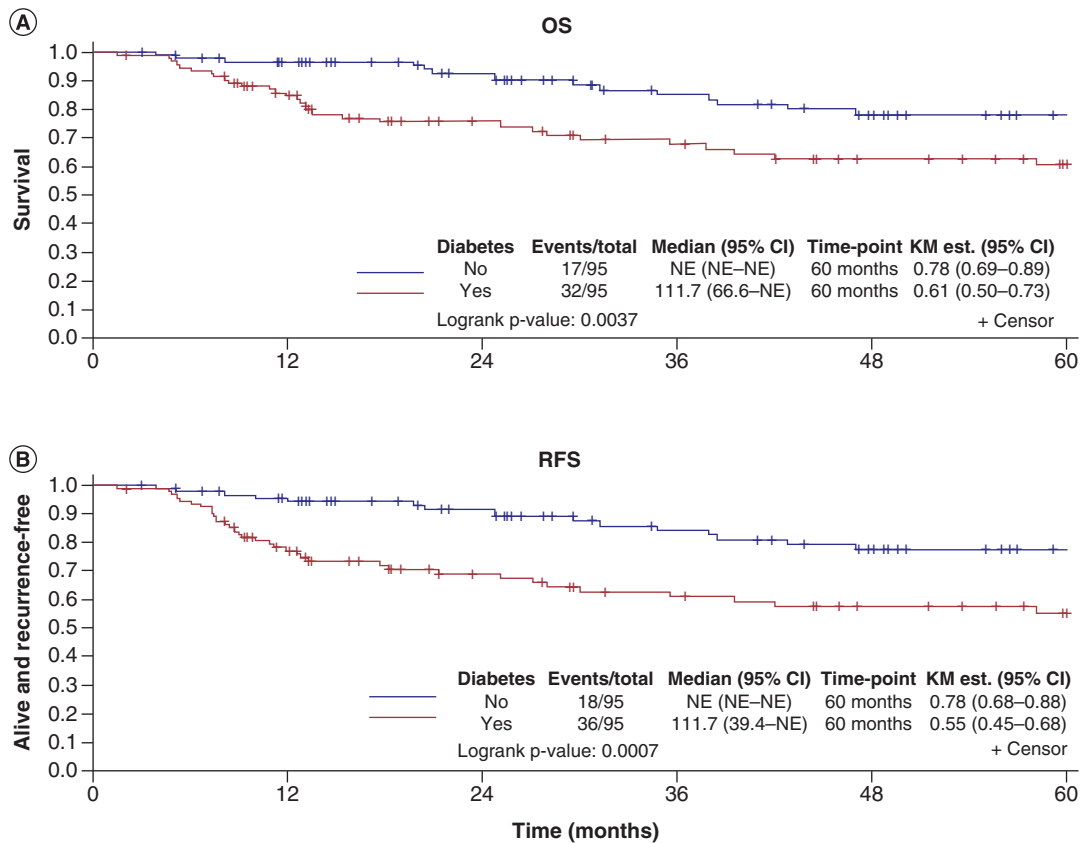 A
OS
1.0
0.9
0.8
0.7
0.6
0.5
0.4
0.3
0.2
0.1
0.0
Survival
Diabetes Events/total Median (95% CI) Time-point KM est. (95% CI)
No 17/95 NE (NE–NE) 60 months 0.78 (0.69–0.89)
Yes 32/95 111.7 (66.6–NE) 60 months 0.61 (0.50–0.73)
Logrank p-value: 0.0037 + Censor
0 12 24 36 48 60
B
RFS
1.0
0.9
0.8
0.7
0.6
0.5
0.4
0.3
0.2
0.1
0.0
Alive and recurrence-free
Diabetes Events/total Median (95% CI) Time-point KM est. (95% CI)
No 18/95 NE (NE–NE) 60 months 0.78 (0.68–0.88)
Yes 36/95 111.7 (39.4–NE) 60 months 0.55 (0.45–0.68)
Logrank p-value: 0.0007 + Censor
0 12 24 36 48 60
Time (months)